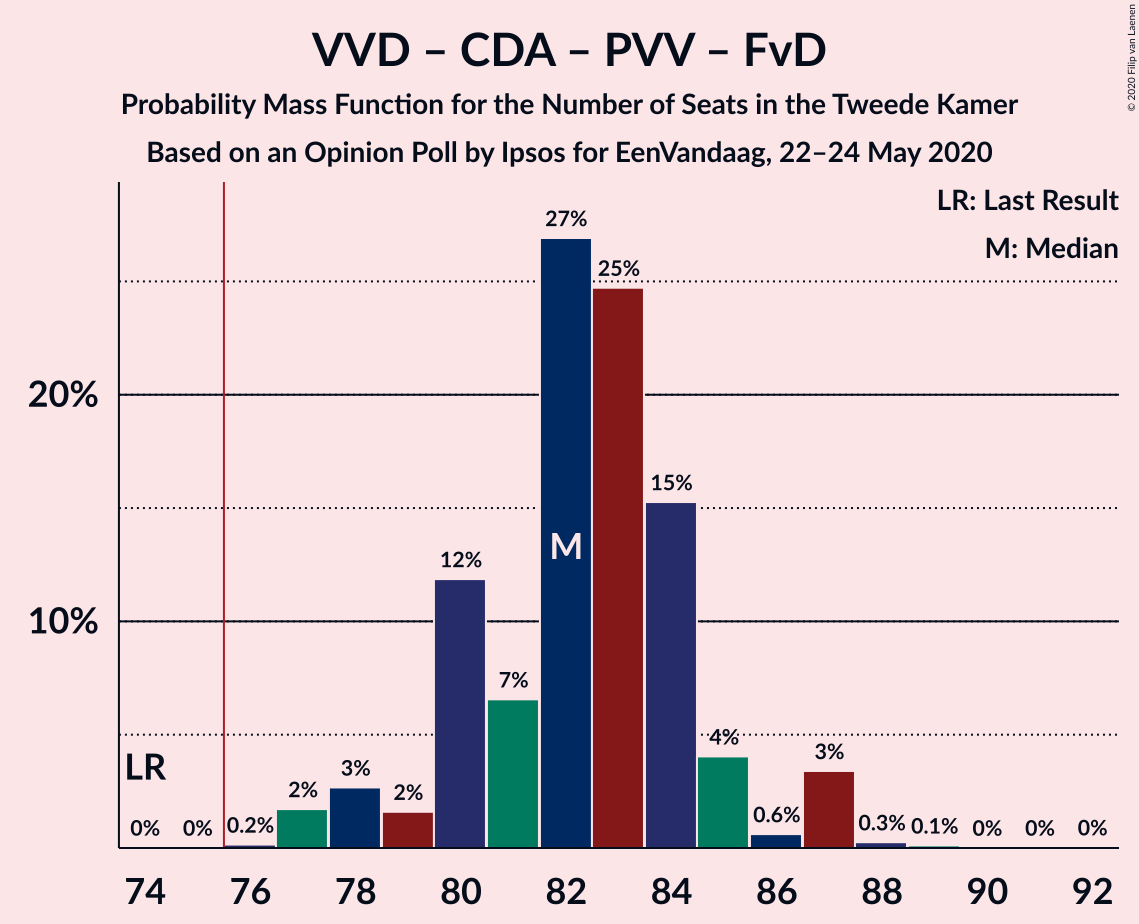 VVD – CDA – PVV – FvD
Probability Mass Function for the Number of Seats in the Tweede Kamer
Based on an Opinion Poll by Ipsos for EenVandaag, 22–24 May 2020
© 2020 Filip van Laenen
LR: Last Result
M: Median
27%
25%
20%
15%
M
12%
10%
7%
4%
LR
3%
3%
2%
2%
0.6%
0% 0% 0.2% 0.3% 0.1% 0% 0% 0%
74 76 78 80 82 84 86 88 90 92